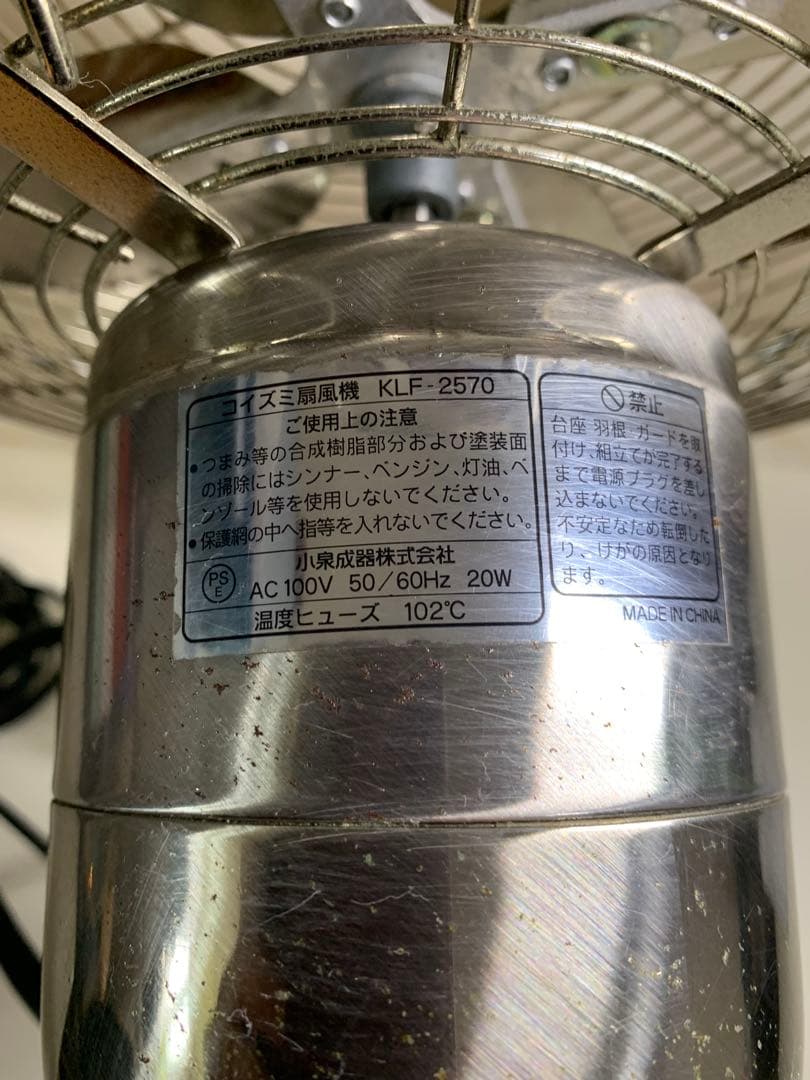 コイズミ扇風機 KLF-2570
ご使用上の注意
●つまみ等の合成樹脂部分および塗装面
の掃除にはシンナー、ベンジン、灯油、ベ
ンゾール等を使用しないでください。
●保護網の中へ指等を入れないでください。
小泉成器株式会社
PS
E
AC 100V 50/60Hz 20W
温度ヒューズ 102℃
禁止
台座 羽根 ガードを取
付け、組立てが完了する
まで電源プラグを差し
込まないでください。
不安定なため転倒した
り、けがの原因となり
ます。
MADE IN CHINA